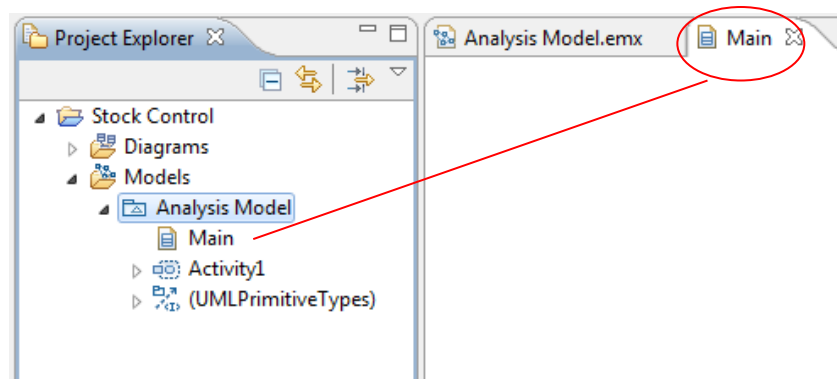 Project Explorer
Analysis Model.emx
Main
Stock Control
Diagrams
Models
Analysis Model
Main
Activity1
(UMLPrimitiveTypes)